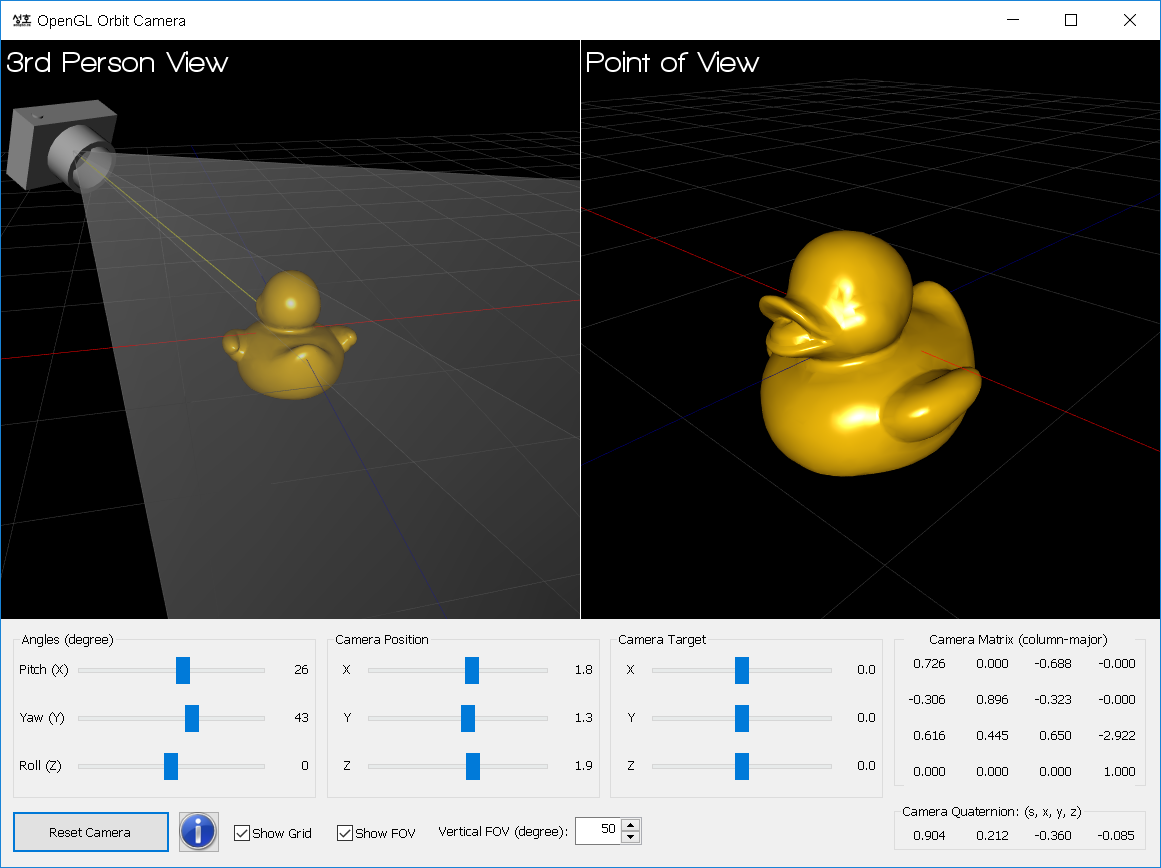 OpenGL Orbit Camera
3rd Person View
Point of View
Angles (degree)
Pitch (X) 26
Yaw (Y) 43
Roll (Z) 0
Camera Position
X 1.8
Y 1.3
Z 1.9
Camera Target
X 0.0
Y 0.0
Z 0.0
Camera Matrix (column-major)
0.726 0.000 -0.688 -0.000
-0.306 0.896 -0.323 -0.000
0.616 0.445 0.650 -2.922
0.000 0.000 0.000 1.000
Reset Camera
Show Grid
Show FOV
Vertical FOV (degree): 50
Camera Quaternion: (s, x, y, z)
0.904 0.212 -0.360 -0.085